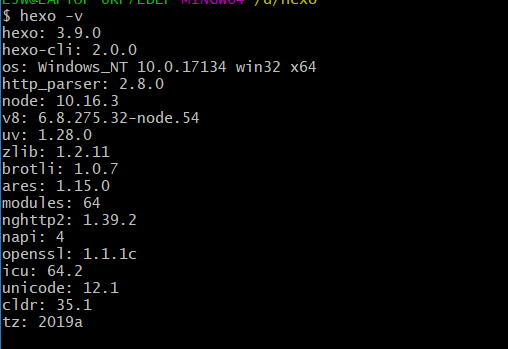 $ hexo -v
hexo: 3.9.0
hexo-cli: 2.0.0
os: Windows_NT 10.0.17134 win32 x64
http_parser: 2.8.0
node: 10.16.3
v8: 6.8.275.32-node.54
uv: 1.28.0
zlib: 1.2.11
brotli: 1.0.7
ares: 1.15.0
modules: 64
nghttp2: 1.39.2
napi: 4
openssl: 1.1.1c
icu: 64.2
unicode: 12.1
cldr: 35.1
tz: 2019a